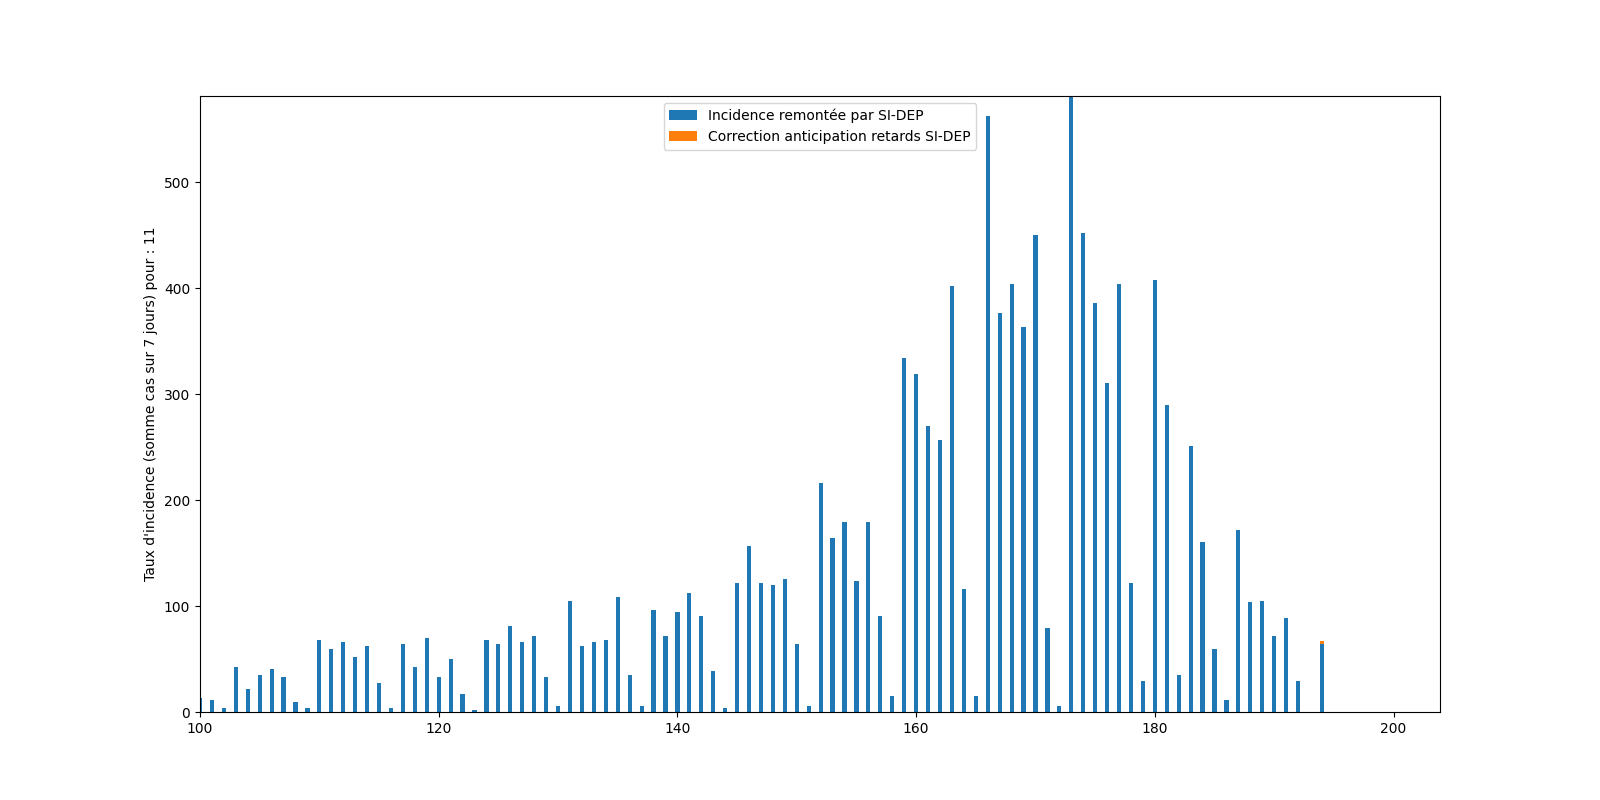 Incidence remontée par SI-DEP
Correction anticipation retards SI-DEP
Taux d'incidence (somme cas sur 7 jours) pour : 11
500
400
300
200
100
0
100 120 140 160 180 200